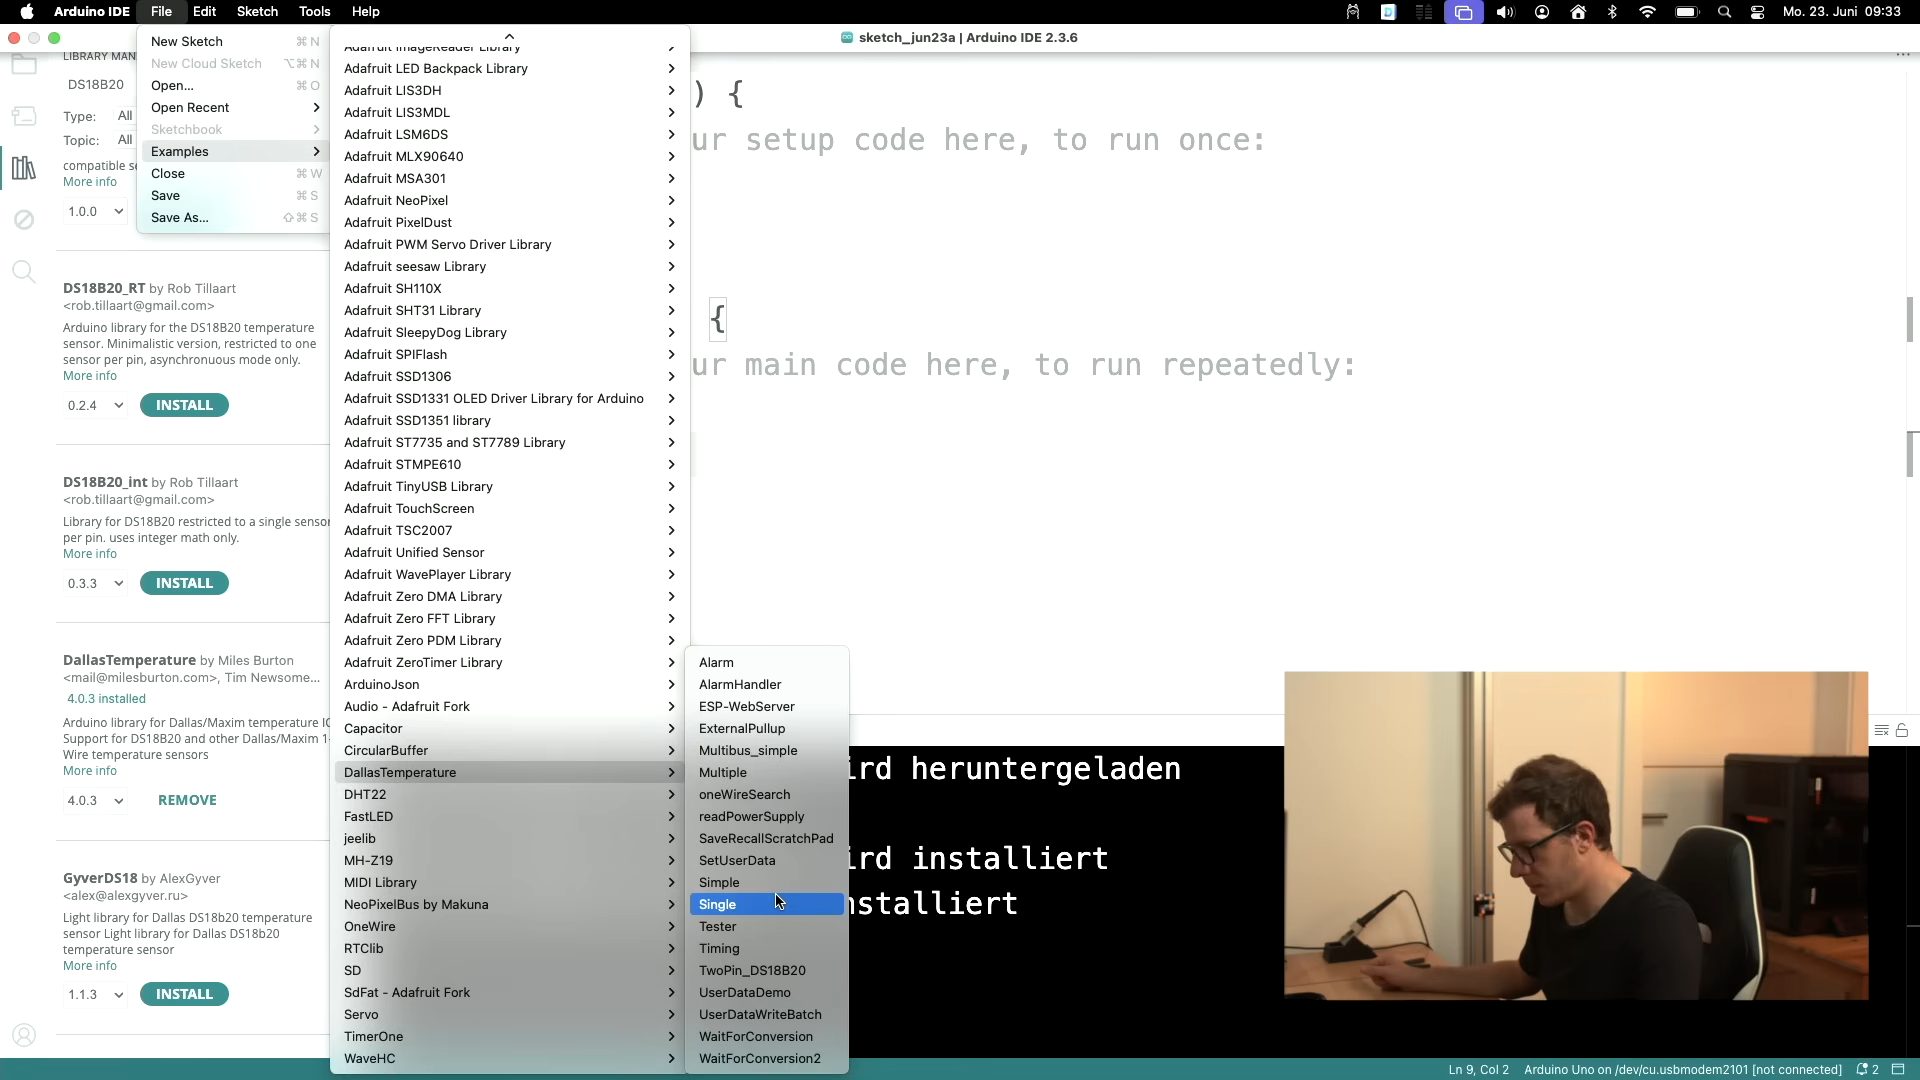 Arduino IDE File Edit Sketch Tools Help
Mo. 23. Juni 09:33
sketch_jun23a | Arduino IDE 2.3.6
New Sketch ⌘ N
New Cloud Sketch ⌥⌘ N
Open... ⌘ O
Open Recent
Sketchbook
Examples
Close ⌘ W
Save ⌘ S
Save As... ⇧⌘ S
LIBRARY MAN
DS18B20
Type: All
Topic: All
compatible se
More info
1.0.0
DS18B20_RT by Rob Tillaart
<rob.tillaart@gmail.com>
Arduino library for the DS18B20 temperature
sensor. Minimalistic version, restricted to one
sensor per pin, asynchronuous mode only.
More info
0.2.4 INSTALL
DS18B20_int by Rob Tillaart
<rob.tillaart@gmail.com>
Library for DS18B20 restricted to a single sensor
per pin. uses integer math only.
More info
0.3.3 INSTALL
DallasTemperature by Miles Burton
<mail@milesburton.com>, Tim Newsome...
4.0.3 installed
Arduino library for Dallas/Maxim temperature IC
Support for DS18B20 and other Dallas/Maxim 1-
Wire temperature sensors
More info
4.0.3 REMOVE
GyverDS18 by AlexGyver
<alex@alexgyver.ru>
Light library for Dallas DS18b20 temperature
sensor Light library for Dallas DS18b20
temperature sensor
More info
1.1.3 INSTALL
Adafruit ImageReader Library
Adafruit LED Backpack Library
Adafruit LIS3DH
Adafruit LIS3MDL
Adafruit LSM6DS
Adafruit MLX90640
Adafruit MSA301
Adafruit NeoPixel
Adafruit PixelDust
Adafruit PWM Servo Driver Library
Adafruit seesaw Library
Adafruit SH110X
Adafruit SHT31 Library
Adafruit SleepyDog Library
Adafruit SPIFlash
Adafruit SSD1306
Adafruit SSD1331 OLED Driver Library for Arduino
Adafruit SSD1351 library
Adafruit ST7735 and ST7789 Library
Adafruit STMPE610
Adafruit TinyUSB Library
Adafruit TouchScreen
Adafruit TSC2007
Adafruit Unified Sensor
Adafruit WavePlayer Library
Adafruit Zero DMA Library
Adafruit Zero FFT Library
Adafruit Zero PDM Library
Adafruit ZeroTimer Library
ArduinoJson
Audio - Adafruit Fork
Capacitor
CircularBuffer
DallasTemperature
DHT22
FastLED
jeelib
MH-Z19
MIDI Library
NeoPixelBus by Makuna
OneWire
RTClib
SD
SdFat - Adafruit Fork
Servo
TimerOne
WaveHC
Alarm
AlarmHandler
ESP-WebServer
ExternalPullup
Multibus_simple
Multiple
oneWireSearch
readPowerSupply
SaveRecallScratchPad
SetUserData
Simple
Single
Tester
Timing
TwoPin_DS18B20
UserDataDemo
UserDataWriteBatch
WaitForConversion
WaitForConversion2
) {
ur setup code here, to run once:
{
ur main code here, to run repeatedly:
ird heruntergeladen
ird installiert
nstalliert
Ln 9, Col 2 Arduino Uno on /dev/cu.usbmodem2101 [not connected] 2